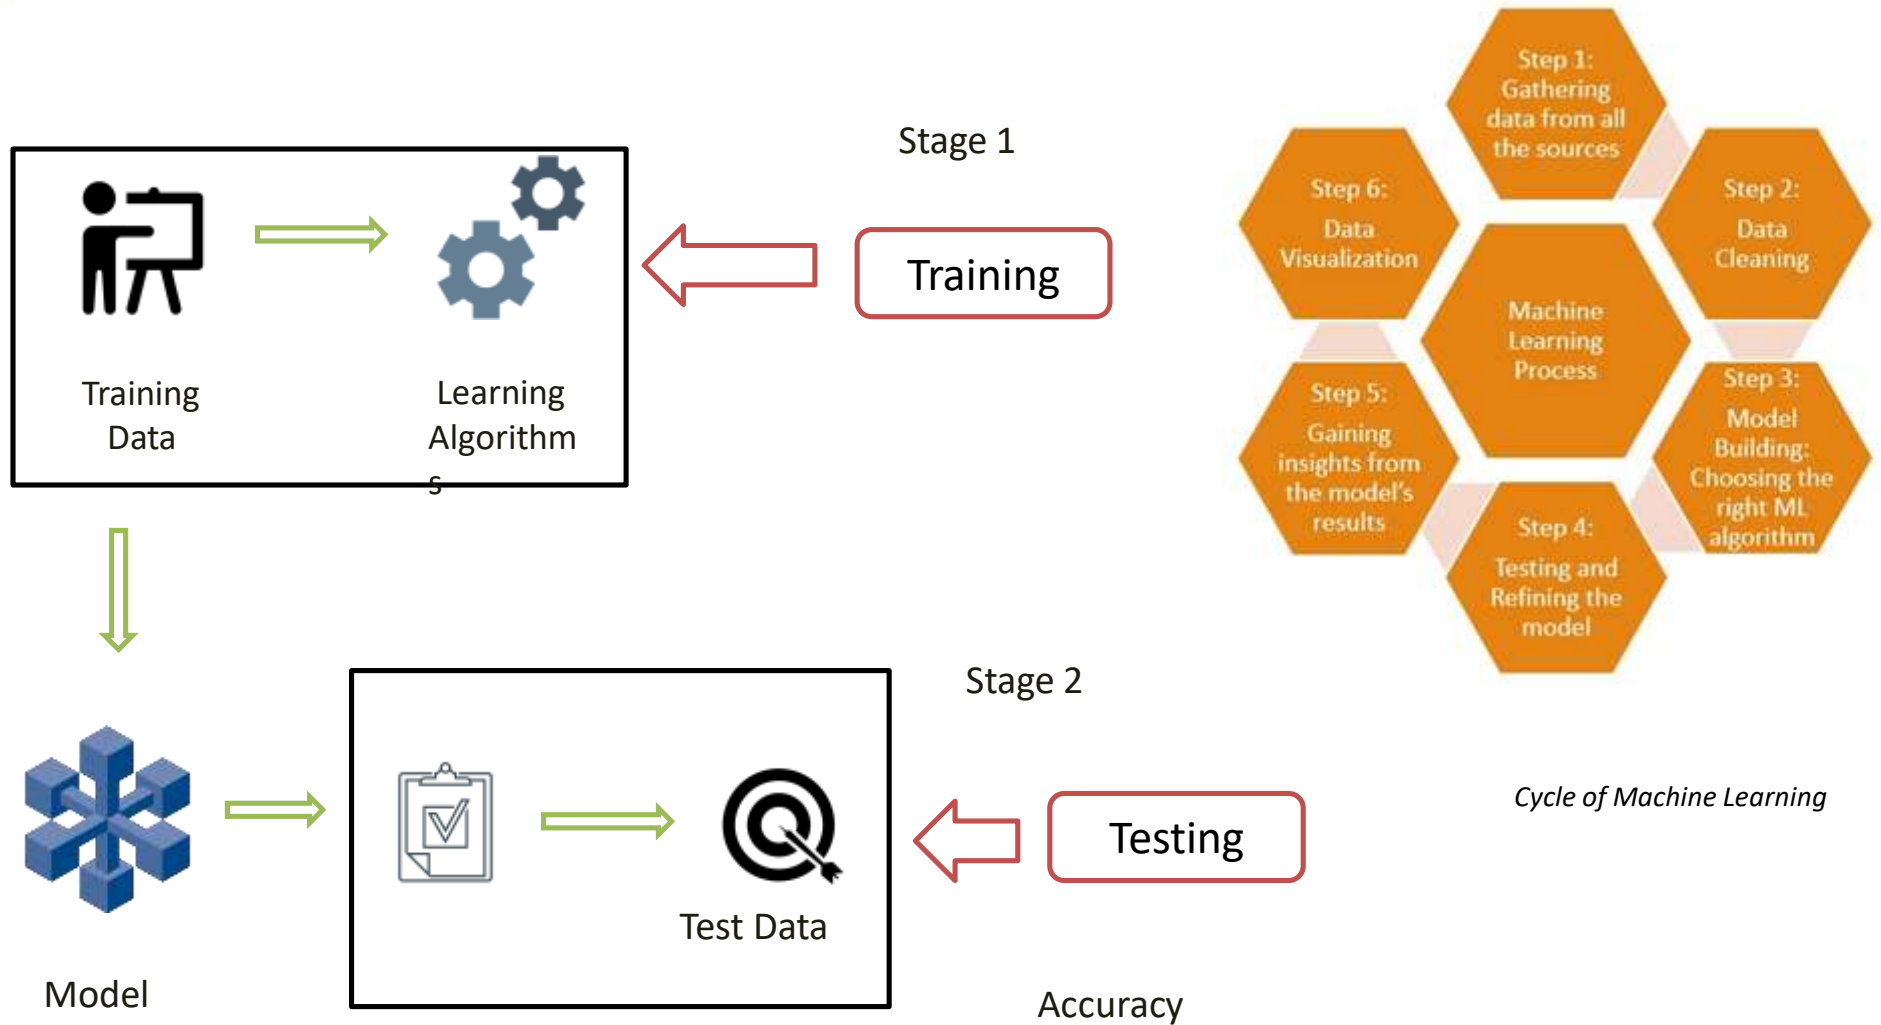 Stage 1
Training
Training
Data
Learning
Algorithm
s
Stage 2
Testing
Test Data
Model
Accuracy
Step 1:
Gathering
data from all
the sources
Step 2:
Data
Cleaning
Step 3:
Model
Building:
Choosing the
right ML
algorithm
Step 4:
Testing and
Refining the
model
Step 5:
Gaining
insights from
the model's
results
Step 6:
Data
Visualization
Machine
Learning
Process
Cycle of Machine Learning